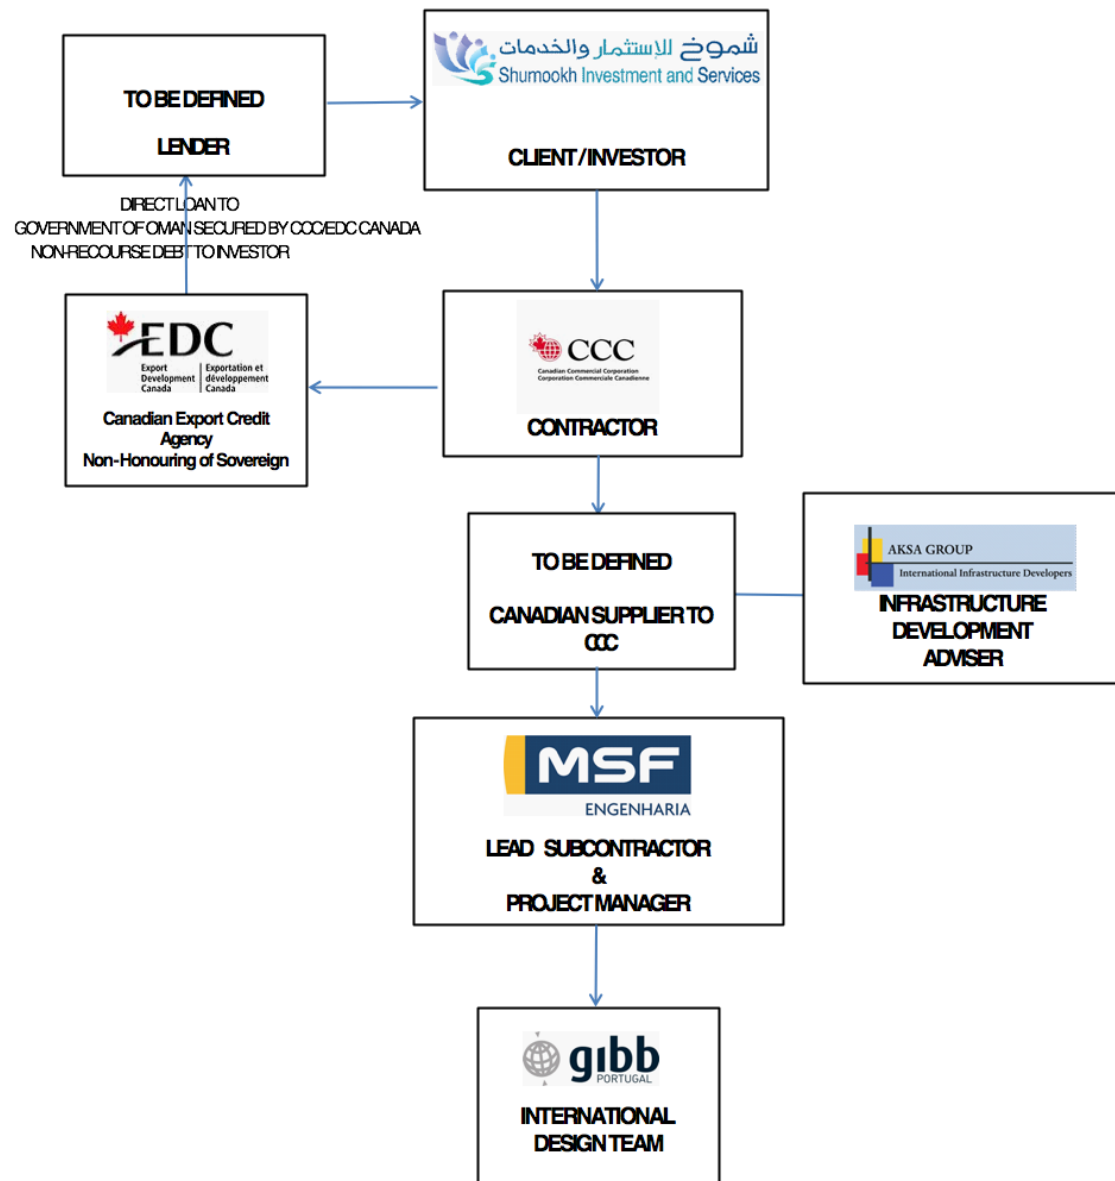 شموخ للإستثمار والخدمات
Shumookh Investment and Services
CLIENT / INVESTOR
TO BE DEFINED
LENDER
DIRECT LOAN TO
GOVERNMENT OF OMAN SECURED BY CCC/EDC CANADA
NON-RECOURSE DEBT TO INVESTOR
EDC
Export Development Canada
Exportation et développement Canada
Canadian Export Credit
Agency
Non-Honouring of Sovereign
CCC
Canadian Commercial Corporation
Corporation Commerciale Canadienne
CONTRACTOR
TO BE DEFINED
CANADIAN SUPPLIER TO
CCC
AKSA GROUP
International Infrastructure Developers
INFRASTRUCTURE
DEVELOPMENT
ADVISER
MSF
ENGENHARIA
LEAD SUBCONTRACTOR
&
PROJECT MANAGER
gibb
PORTUGAL
INTERNATIONAL
DESIGN TEAM